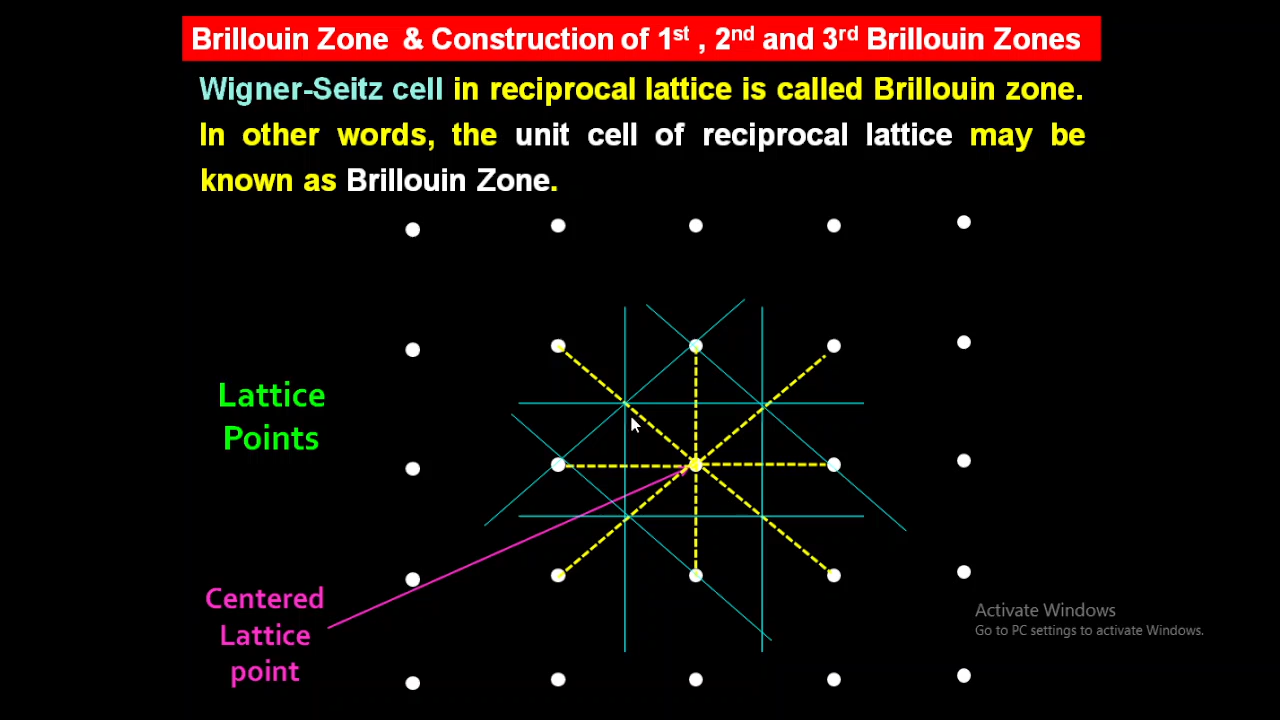 Brillouin Zone & Construction of 1st , 2nd and 3rd Brillouin Zones
Wigner-Seitz cell in reciprocal lattice is called Brillouin zone.
In other words, the unit cell of reciprocal lattice may be
known as Brillouin Zone.
Lattice
Points
Centered
Lattice
point
Activate Windows
Go to PC settings to activate Windows.